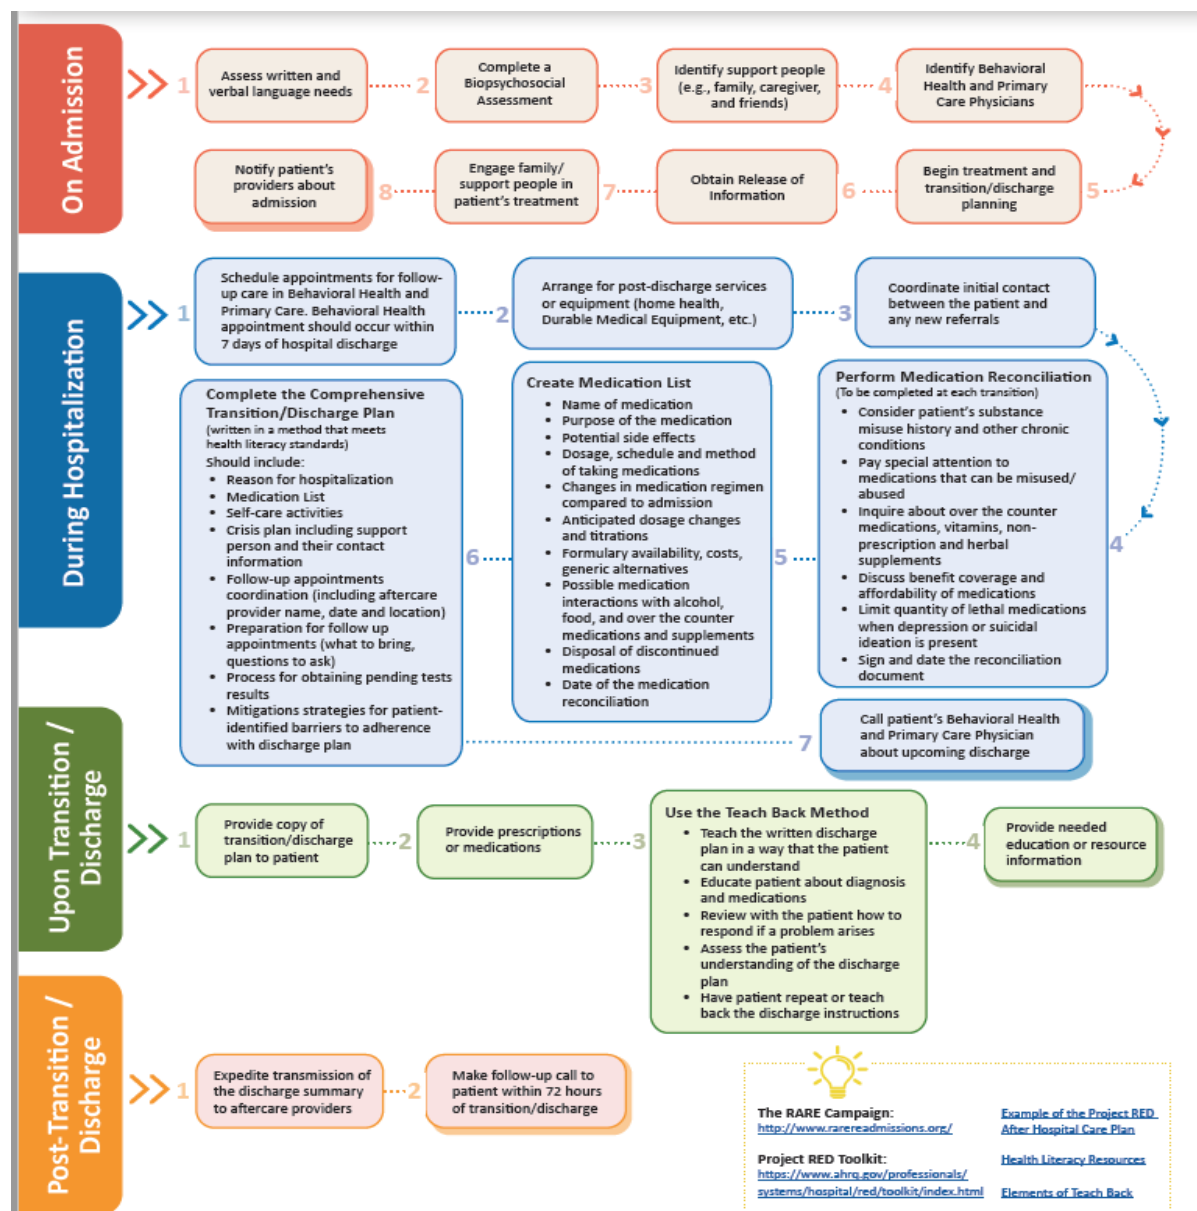 On Admission
1
Assess written and
verbal language needs
2
Complete a
Biopsychosocial
Assessment
3
Identify support people
(e.g., family, caregiver,
and friends)
4
Identify Behavioral
Health and Primary
Care Physicians
5
Begin treatment and
transition/discharge
planning
6
Obtain Release of
Information
7
Engage family/
support people in
patient's treatment
8
Notify patient's
providers about
admission
During Hospitalization
1
Schedule appointments for follow-
up care in Behavioral Health and
Primary Care. Behavioral Health
appointment should occur within
7 days of hospital discharge
2
Arrange for post-discharge services
or equipment (home health,
Durable Medical Equipment, etc.)
3
Coordinate initial contact
between the patient and
any new referrals
4
Perform Medication Reconciliation
(To be completed at each transition)
• Consider patient's substance
misuse history and other chronic
conditions
• Pay special attention to
medications that can be misused/
abused
• Inquire about over the counter
medications, vitamins, non-
prescription and herbal
supplements
• Discuss benefit coverage and
affordability of medications
• Limit quantity of lethal medications
when depression or suicidal
ideation is present
• Sign and date the reconciliation
document
5
Create Medication List
• Name of medication
• Purpose of the medication
• Potential side effects
• Dosage, schedule and method
of taking medications
• Changes in medication regimen
compared to admission
• Anticipated dosage changes
and titrations
• Formulary availability, costs,
generic alternatives
• Possible medication
interactions with alcohol,
food, and over the counter
medications and supplements
• Disposal of discontinued
medications
• Date of the medication
reconciliation
6
Complete the Comprehensive
Transition/Discharge Plan
(written in a method that meets
health literacy standards)
Should include:
• Reason for hospitalization
• Medication List
• Self-care activities
• Crisis plan including support
person and their contact
information
• Follow-up appointments
coordination (including aftercare
provider name, date and location)
• Preparation for follow up
appointments (what to bring,
questions to ask)
• Process for obtaining pending tests
results
• Mitigations strategies for patient-
identified barriers to adherence
with discharge plan
7
Call patient's Behavioral Health
and Primary Care Physician
about upcoming discharge
Upon Transition /
Discharge
1
Provide copy of
transition/discharge
plan to patient
2
Provide prescriptions
or medications
3
Use the Teach Back Method
• Teach the written discharge
plan in a way that the patient
can understand
• Educate patient about diagnosis
and medications
• Review with the patient how to
respond if a problem arises
• Assess the patient's
understanding of the discharge
plan
• Have patient repeat or teach
back the discharge instructions
4
Provide needed
education or resource
information
Post-Transition /
Discharge
1
Expedite transmission of
the discharge summary
to aftercare providers
2
Make follow-up call to
patient within 72 hours
of transition/discharge
The RARE Campaign:
http://www.rarereadmissions.org/
Project RED Toolkit:
https://www.ahrq.gov/professionals/
systems/hospital/red/toolkit/index.html
Example of the Project RED
After Hospital Care Plan
Health Literacy Resources
Elements of Teach Back